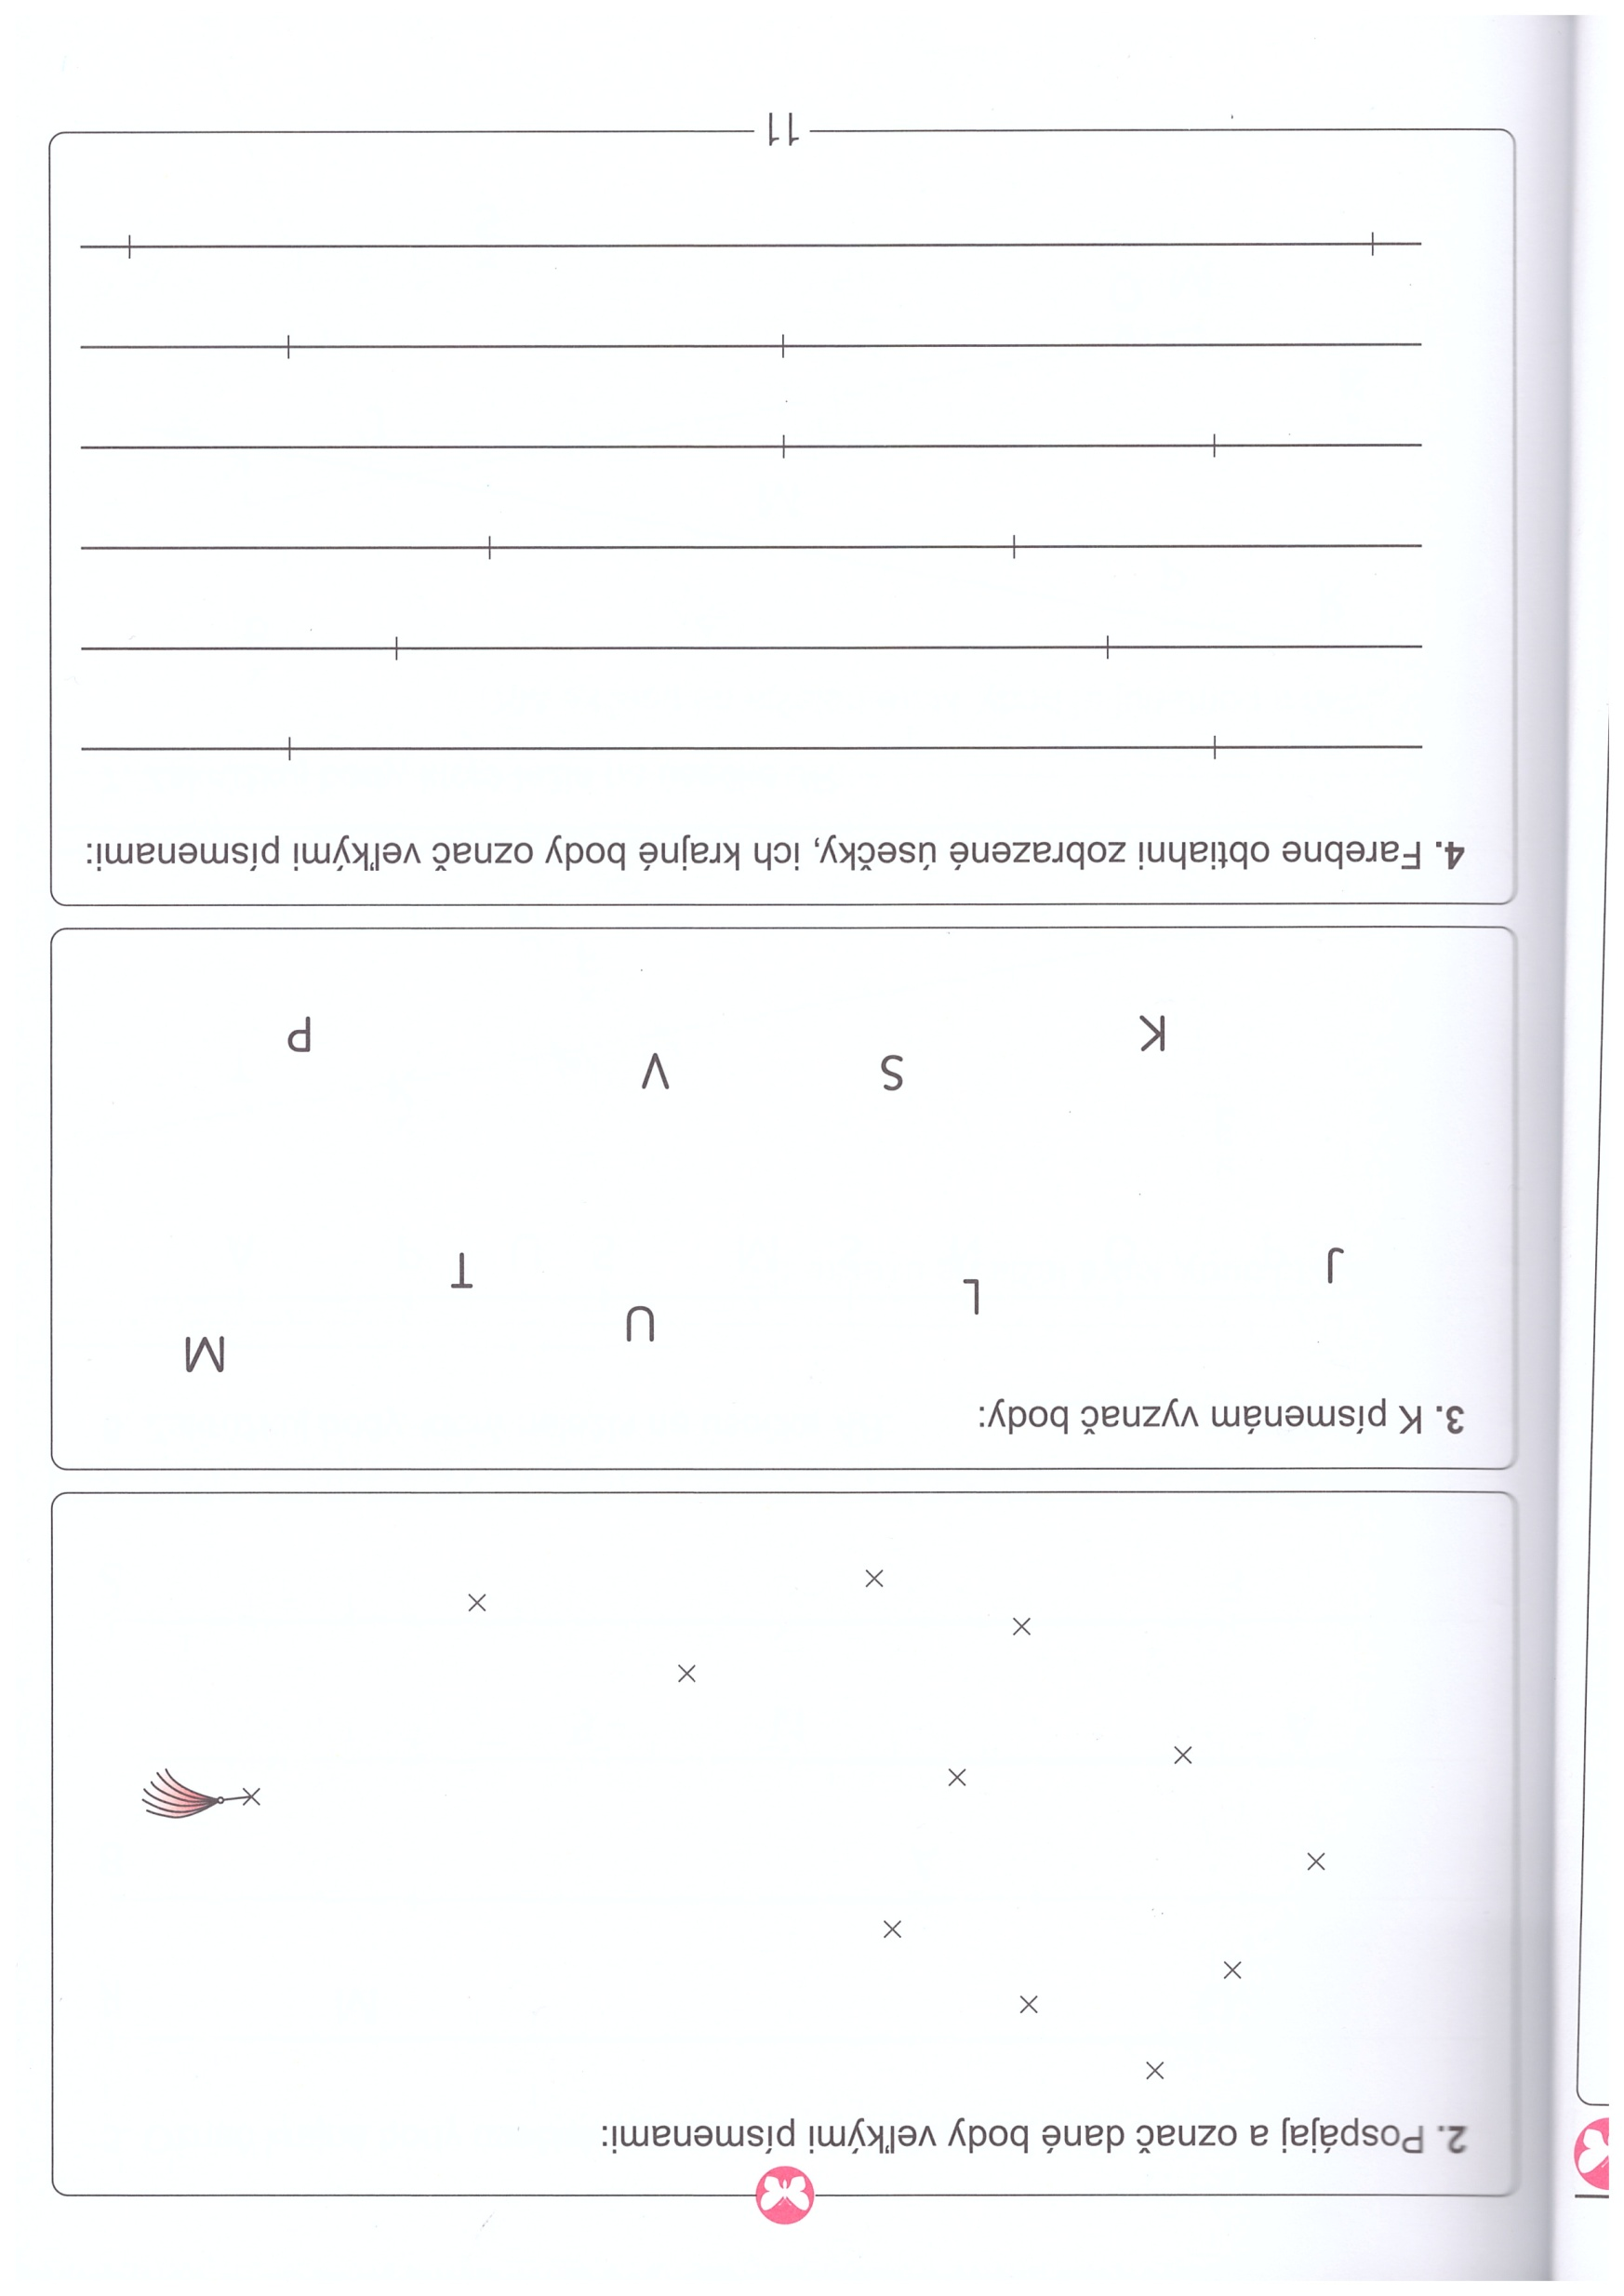 2. Pospájaj a označ dané body veľkými písmenami:
3. K písmenám vyznač body:
M
U
L
J
T
V
S
K
P
4. Farebne obtiahni zobrazené úsečky, ich krajné body označ veľkými písmenami:
11